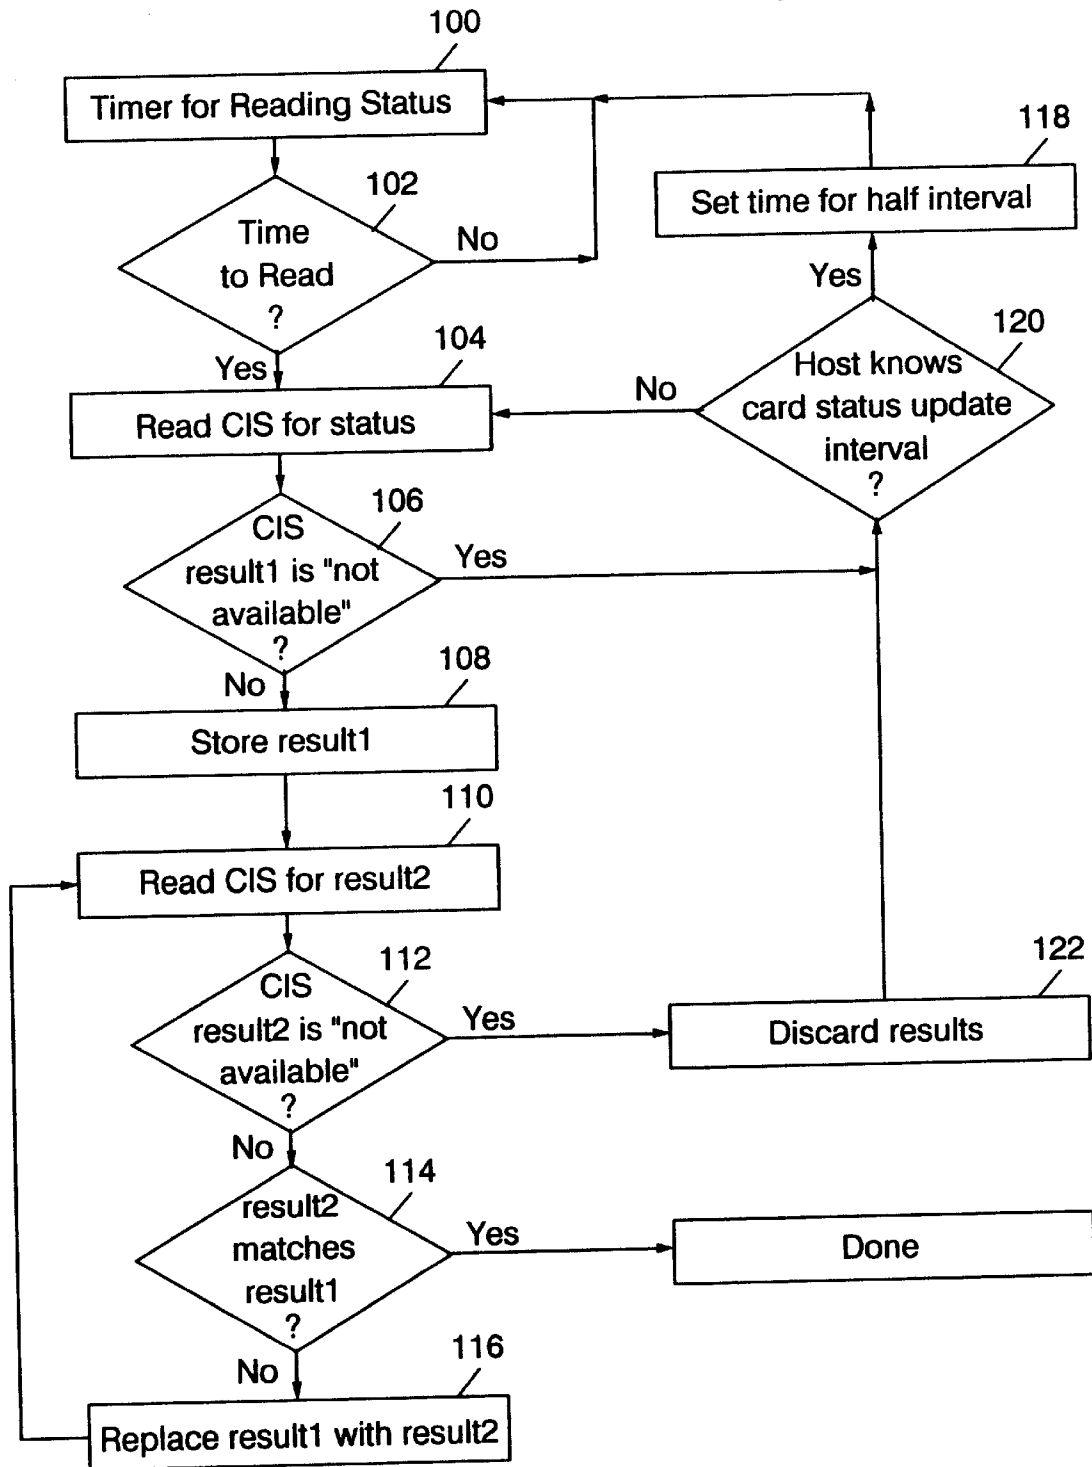 100
Timer for Reading Status
118
Set time for half interval
102
Time
to Read
?
No
Yes
Yes
104
Read CIS for status
No
120
Host knows
card status update
interval
?
106
CIS
result1 is "not
available"
?
Yes
No
108
Store result1
110
Read CIS for result2
112
CIS
result2 is "not
available"
?
Yes
122
Discard results
No
114
result2
matches
result1
?
Yes
Done
No
116
Replace result1 with result2